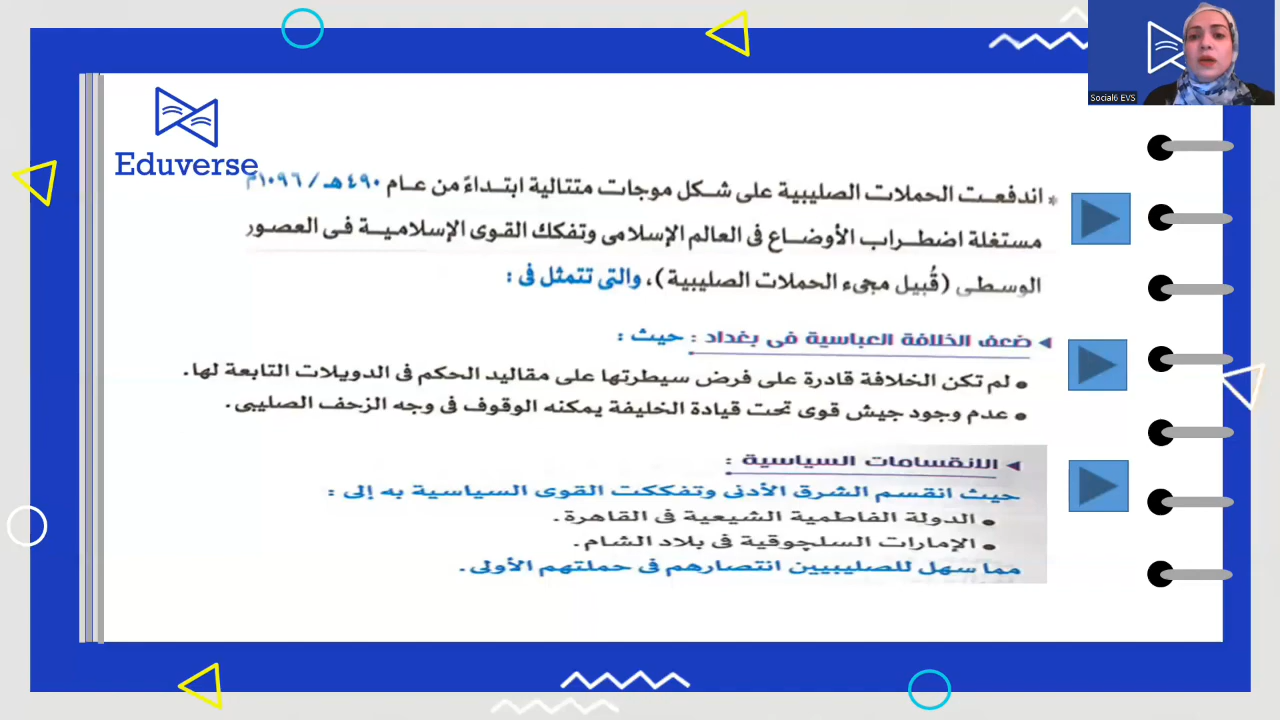 Eduverse
Social6 EVS
* اندفعت الحملات الصليبية على شكل موجات متتالية ابتداءً من عام ٤٩٠هـ / ١٠٩٦م
مستغلة اضطراب الأوضاع فى العالم الإسلامى وتفكك القوى الإسلامية فى العصور
الوسطى (قُبيل مجىء الحملات الصليبية)، والتى تتمثل فى :
ضعف الخلافة العباسية فى بغداد : حيث :
• لم تكن الخلافة قادرة على فرض سيطرتها على مقاليد الحكم فى الدويلات التابعة لها.
• عدم وجود جيش قوى تحت قيادة الخليفة يمكنه الوقوف فى وجه الزحف الصليبى.
الانقسامات السياسية :
حيث انقسم الشرق الأدنى وتفككت القوى السياسية به إلى :
• الدولة الفاطمية الشيعية فى القاهرة.
• الإمارات السلجوقية فى بلاد الشام.
مما سهل للصليبيين انتصارهم فى حملتهم الأولى.